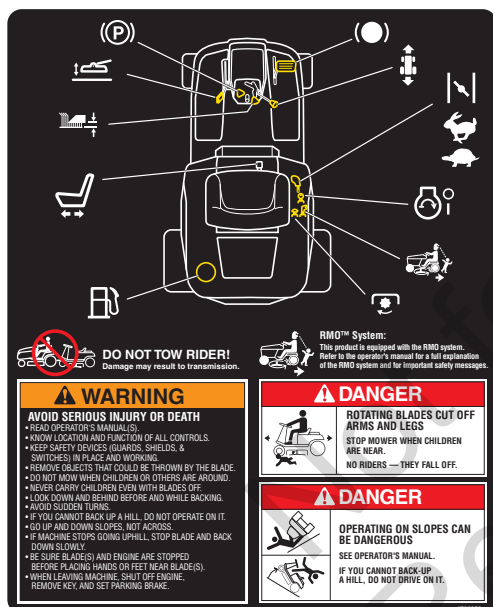 (P)
DO NOT TOW RIDER!
Damage may result to transmission.
RMO™ System:
This product is equipped with the RMO system.
Refer to the operator's manual for a full explanation
of the RMO system and for important safety messages.
WARNING
AVOID SERIOUS INJURY OR DEATH
• READ OPERATOR'S MANUAL(S).
• KNOW LOCATION AND FUNCTION OF ALL CONTROLS.
• KEEP SAFETY DEVICES (GUARDS, SHIELDS, &
SWITCHES) IN PLACE AND WORKING.
• REMOVE OBJECTS THAT COULD BE THROWN BY THE BLADE.
• DO NOT MOW WHEN CHILDREN OR OTHERS ARE AROUND.
• NEVER CARRY CHILDREN EVEN WITH BLADES OFF.
• LOOK DOWN AND BEHIND BEFORE AND WHILE BACKING.
• AVOID SUDDEN TURNS.
• IF YOU CANNOT BACK UP A HILL, DO NOT OPERATE ON IT.
• GO UP AND DOWN SLOPES, NOT ACROSS.
• IF MACHINE STOPS GOING UPHILL, STOP BLADE AND BACK
DOWN SLOWLY.
• BE SURE BLADE(S) AND ENGINE ARE STOPPED
BEFORE PLACING HANDS OR FEET NEAR BLADE(S).
• WHEN LEAVING MACHINE, SHUT OFF ENGINE,
REMOVE KEY, AND SET PARKING BRAKE.
DANGER
ROTATING BLADES CUT OFF
ARMS AND LEGS
STOP MOWER WHEN CHILDREN
ARE NEAR.
NO RIDERS — THEY FALL OFF.
DANGER
OPERATING ON SLOPES CAN
BE DANGEROUS
SEE OPERATOR'S MANUAL.
IF YOU CANNOT BACK-UP
A HILL, DO NOT DRIVE ON IT.